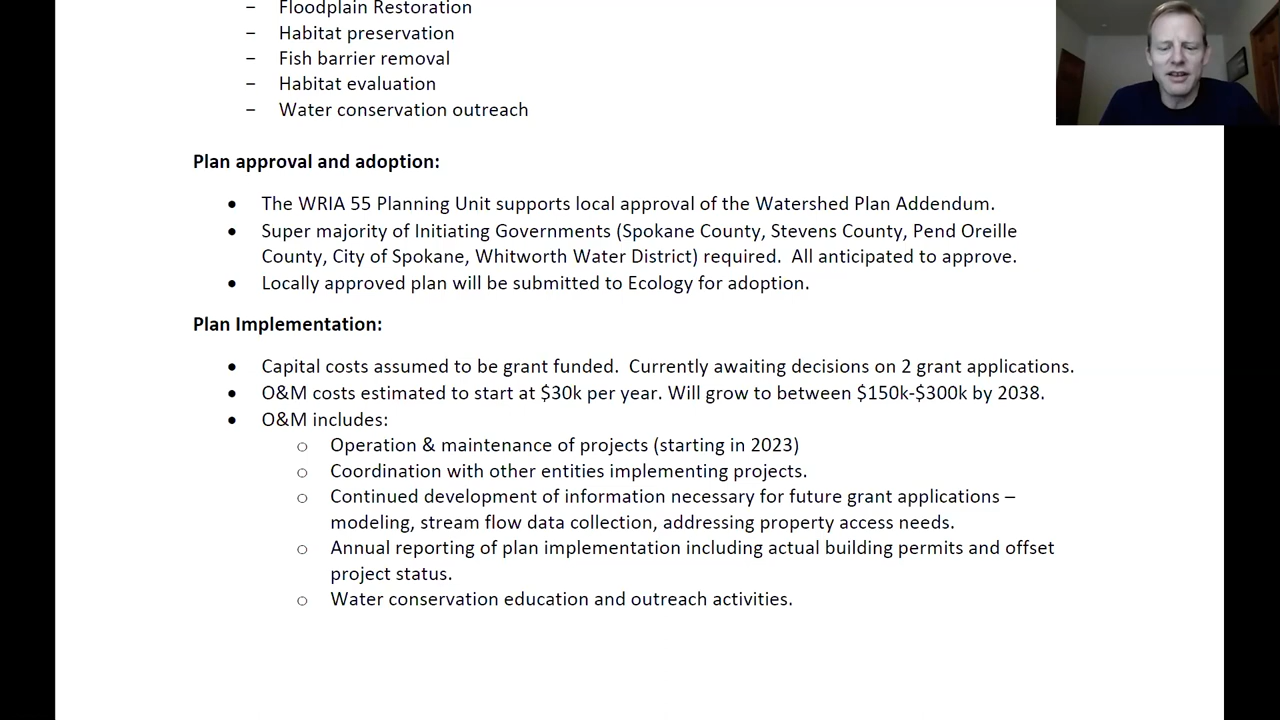 – Floodplain Restoration
– Habitat preservation
– Fish barrier removal
– Habitat evaluation
– Water conservation outreach
Plan approval and adoption:
• The WRIA 55 Planning Unit supports local approval of the Watershed Plan Addendum.
• Super majority of Initiating Governments (Spokane County, Stevens County, Pend Oreille
County, City of Spokane, Whitworth Water District) required.  All anticipated to approve.
• Locally approved plan will be submitted to Ecology for adoption.
Plan Implementation:
• Capital costs assumed to be grant funded.  Currently awaiting decisions on 2 grant applications.
• O&M costs estimated to start at $30k per year. Will grow to between $150k-$300k by 2038.
• O&M includes:
○ Operation & maintenance of projects (starting in 2023)
○ Coordination with other entities implementing projects.
○ Continued development of information necessary for future grant applications –
modeling, stream flow data collection, addressing property access needs.
○ Annual reporting of plan implementation including actual building permits and offset
project status.
○ Water conservation education and outreach activities.